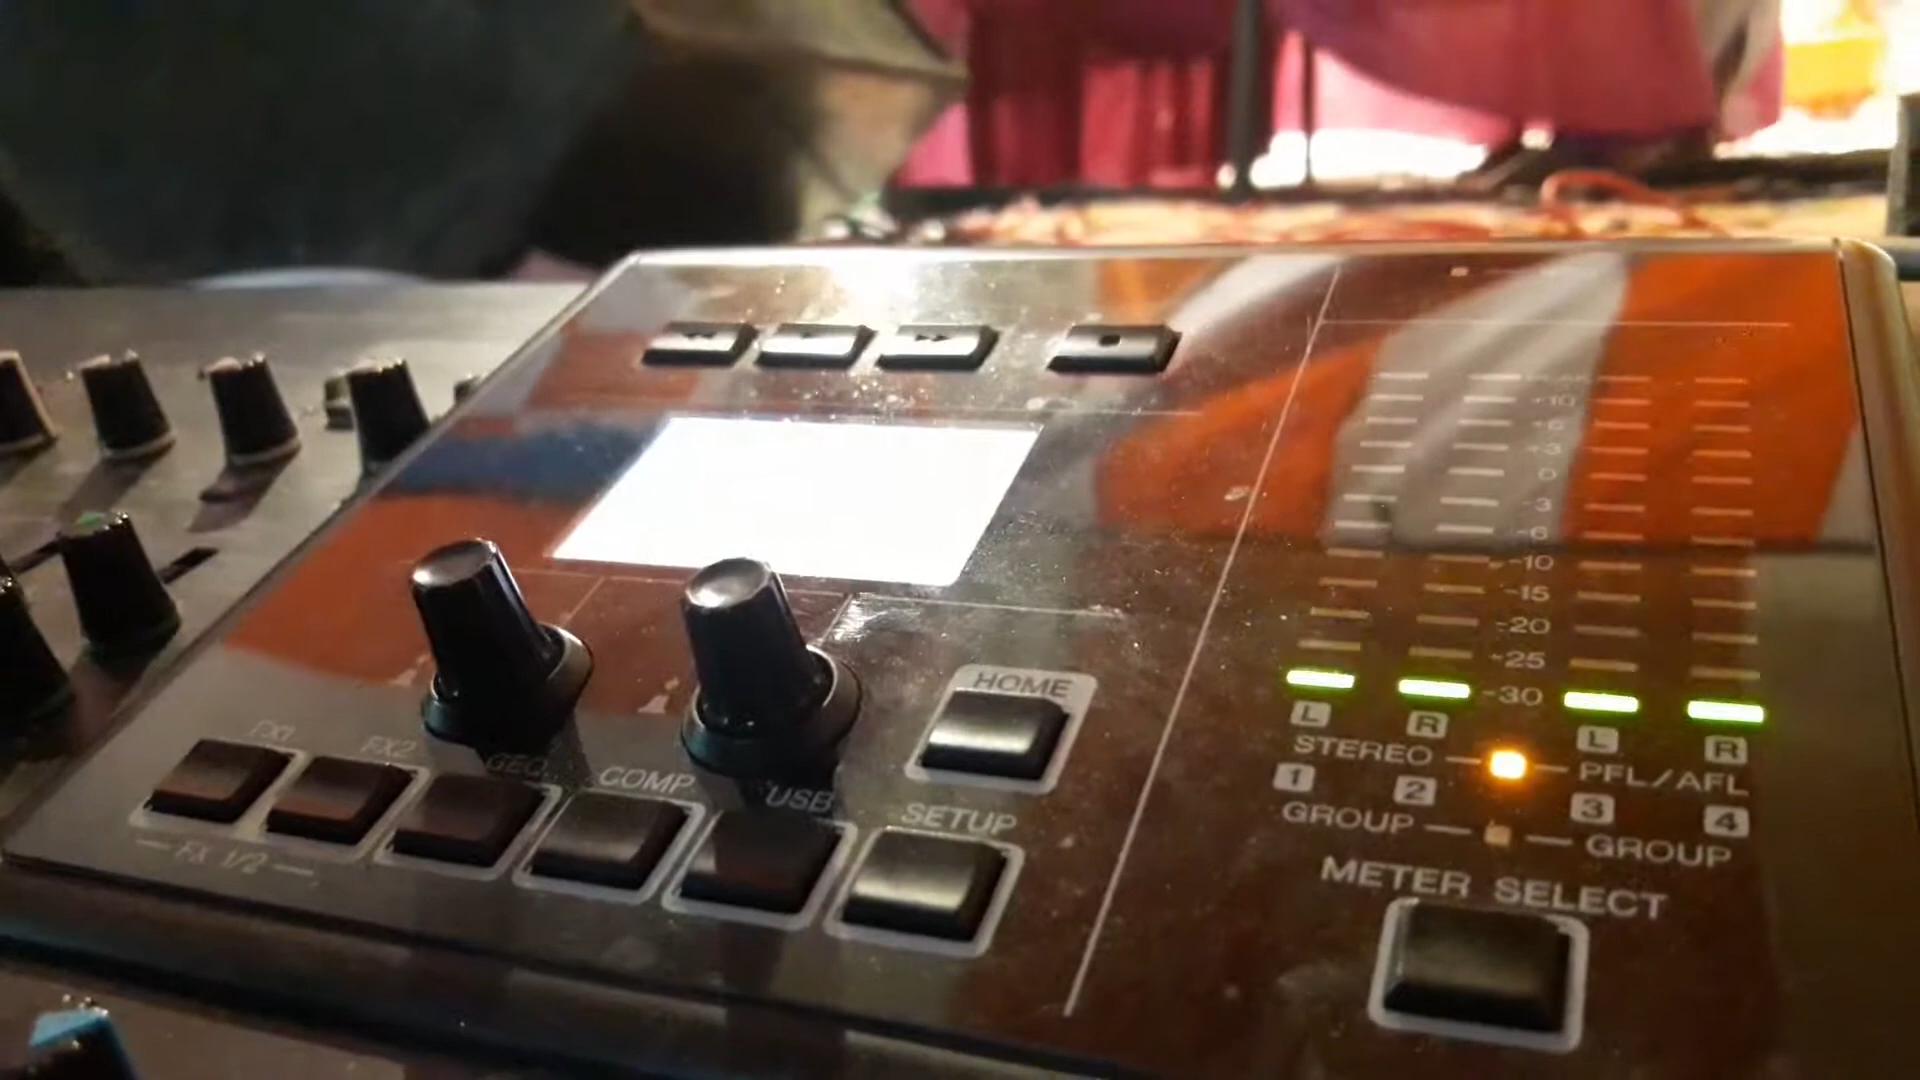 HOME
FX1 FX2 GEQ COMP USB SETUP
FX 1/2
+10
+6
+3
0
3
-6
-10
-15
-20
-25
-30
L R L R
STEREO PFL/AFL
1 2 3 4
GROUP GROUP
METER SELECT